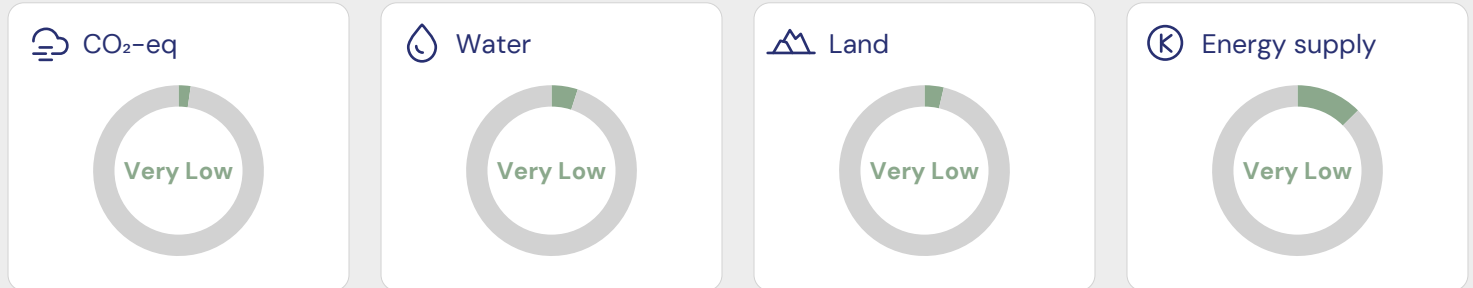 CO₂-eq
Very Low
Water
Very Low
Land
Very Low
K
Energy supply
Very Low